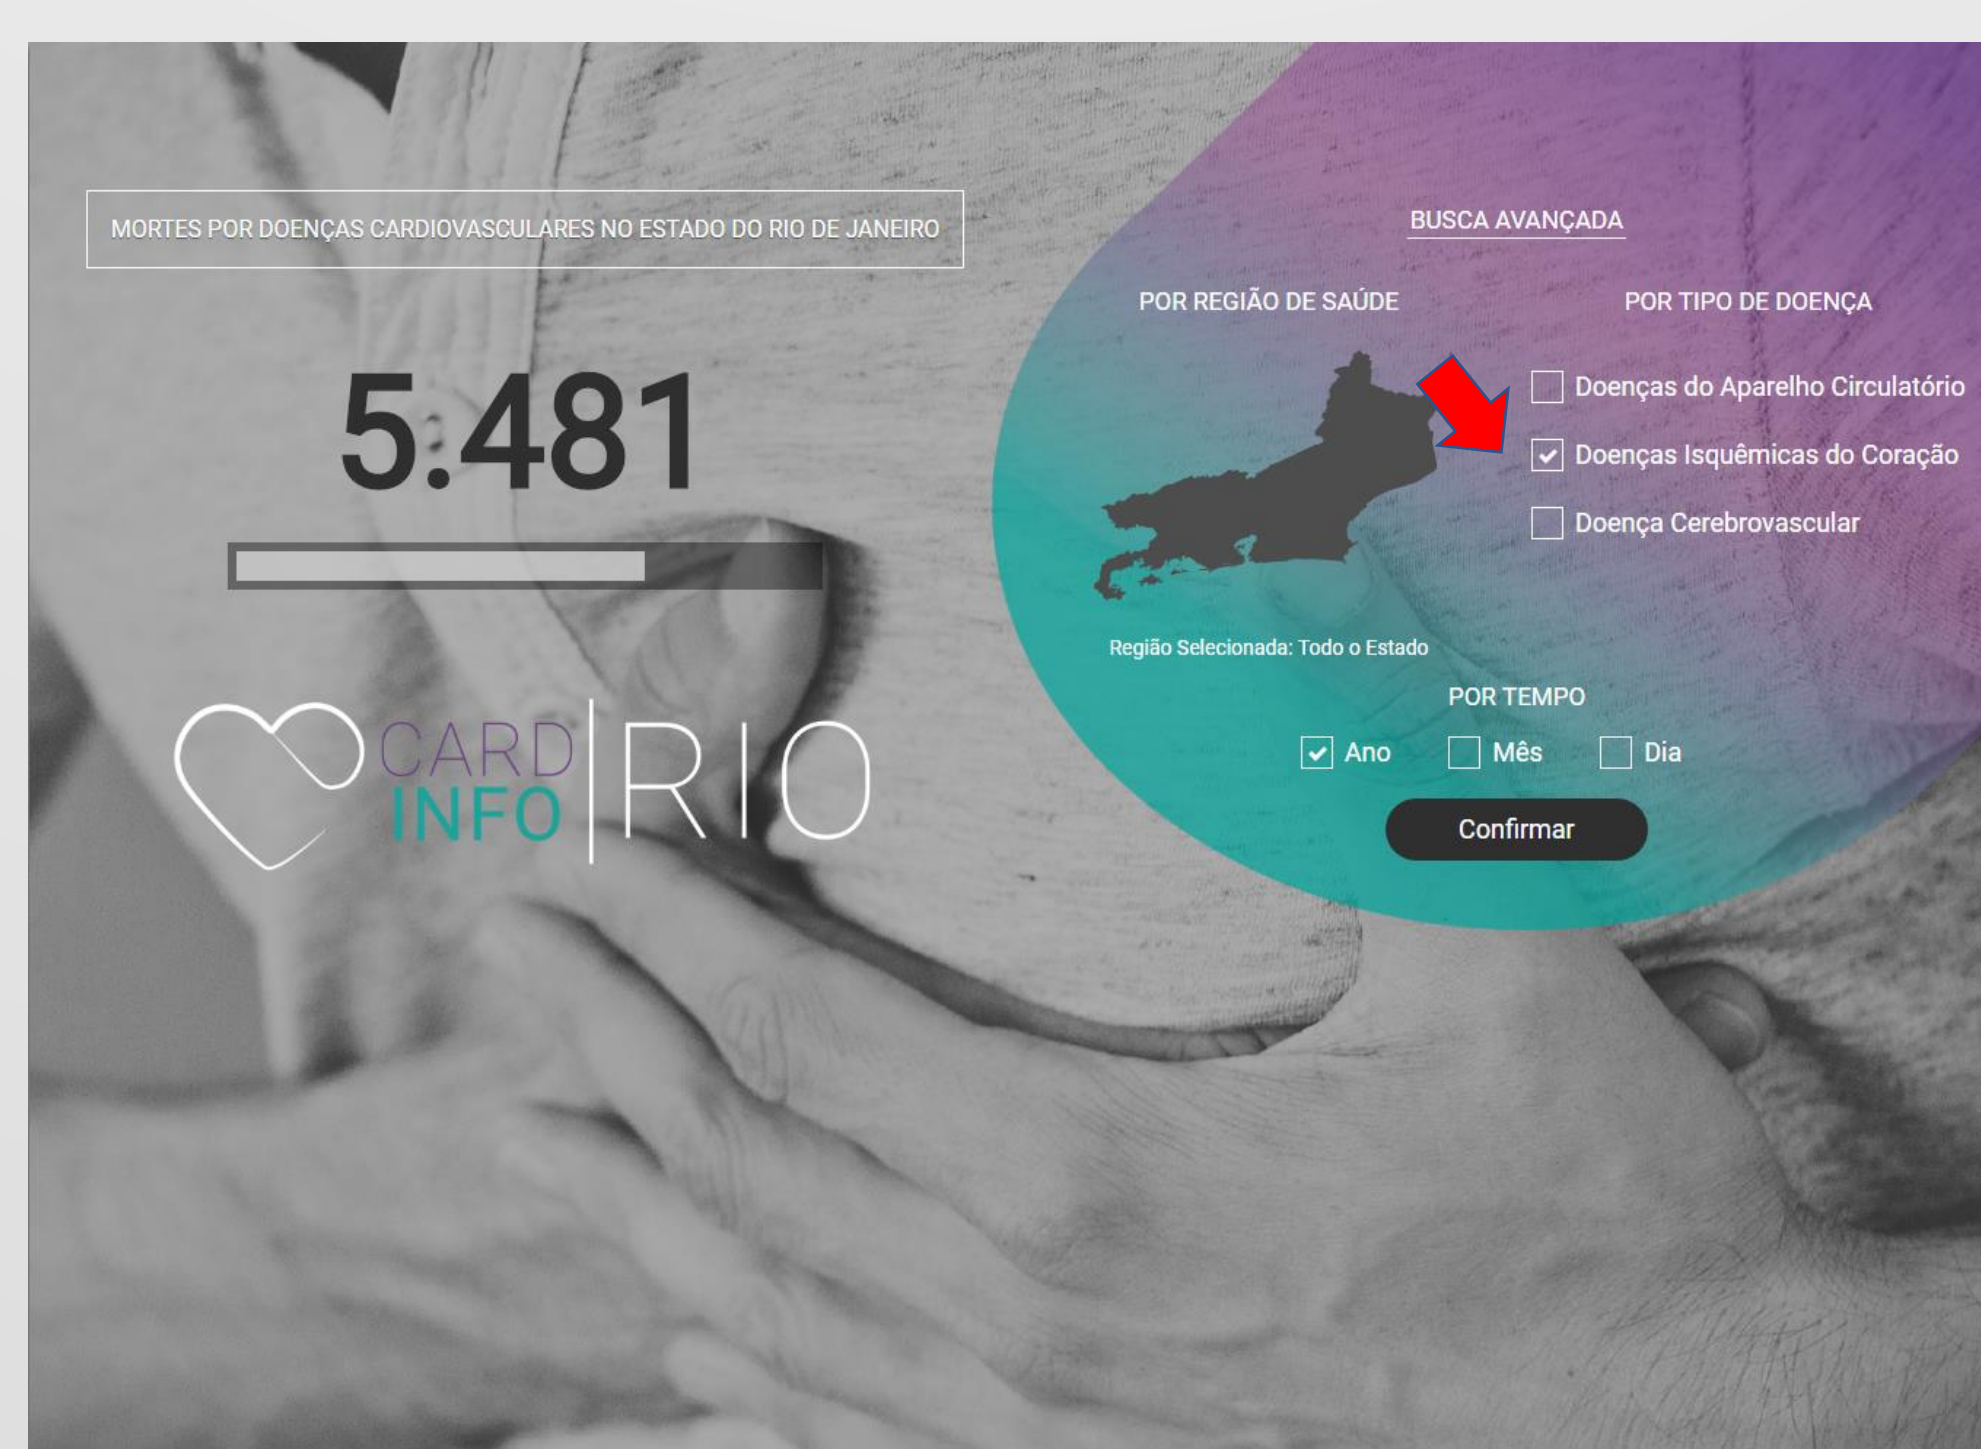 MORTES POR DOENÇAS CARDIOVASCULARES NO ESTADO DO RIO DE JANEIRO
5.481
CARD
INFO
RIO
BUSCA AVANÇADA
POR REGIÃO DE SAÚDE
Região Selecionada: Todo o Estado
POR TIPO DE DOENÇA
Doenças do Aparelho Circulatório
Doenças Isquêmicas do Coração
Doença Cerebrovascular
POR TEMPO
Ano Mês Dia
Confirmar